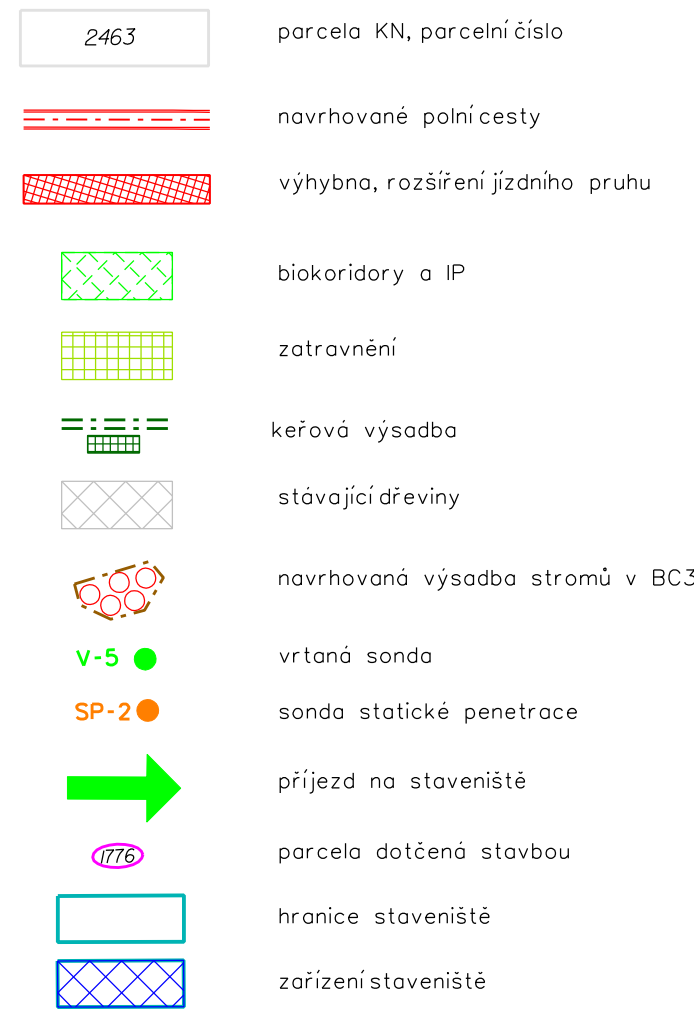 2463 parcela KN, parcelní číslo
navrhované polní cesty
výhybna, rozšíření jízdního pruhu
biokoridory a IP
zatravnění
keřová výsadba
stávající dřeviny
navrhovaná výsadba stromů v BC3
V-5 vrtaná sonda
SP-2 sonda statické penetrace
příjezd na staveniště
1776 parcela dotčená stavbou
hranice staveniště
zařízení staveniště